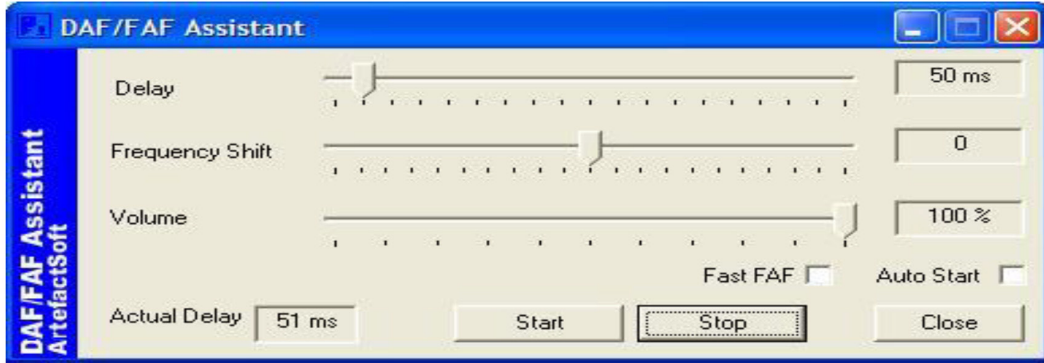 DAF/FAF Assistant
DAF/FAF Assistant
ArtefactSoft
Delay 50 ms
Frequency Shift 0
Volume 100 %
Fast FAF Auto Start
Actual Delay 51 ms Start Stop Close